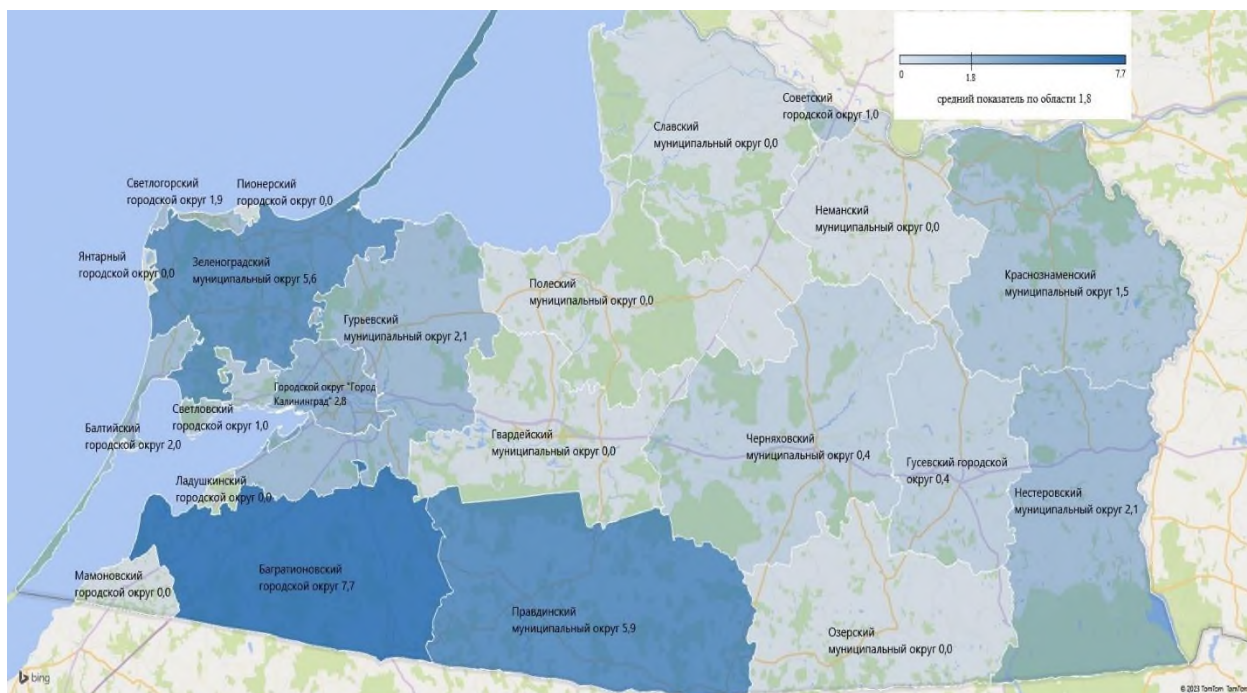 0
1.8
7.7
средний показатель по области 1,8
Советский
городской округ 1,0
Славский
муниципальный округ 0,0
Светлогорский
городской округ 1,9
Пионерский
городской округ 0,0
Неманский
муниципальный округ 0,0
Янтарный
городской округ 0,0
Зеленоградский
муниципальный округ 5,6
Краснознаменский
муниципальный округ 1,5
Полеский
муниципальный округ 0,0
Гурьевский
муниципальный округ 2,1
Городской округ "Город
Калининград" 2,8
Светловский
городской округ 1,0
Балтийский
городской округ 2,0
Гвардейский
муниципальный округ 0,0
Черняховский
муниципальный округ 0,4
Гусевский городской
округ 0,4
Ладушкинский
городской округ 0,0
Нестеровский
муниципальный округ 2,1
Мамоновский
городской округ 0,0
Багратионовский
городской округ 7,7
Правдинский
муниципальный округ 5,9
Озерский
муниципальный округ 0,0
bing
© 2023 TomTom TomTom